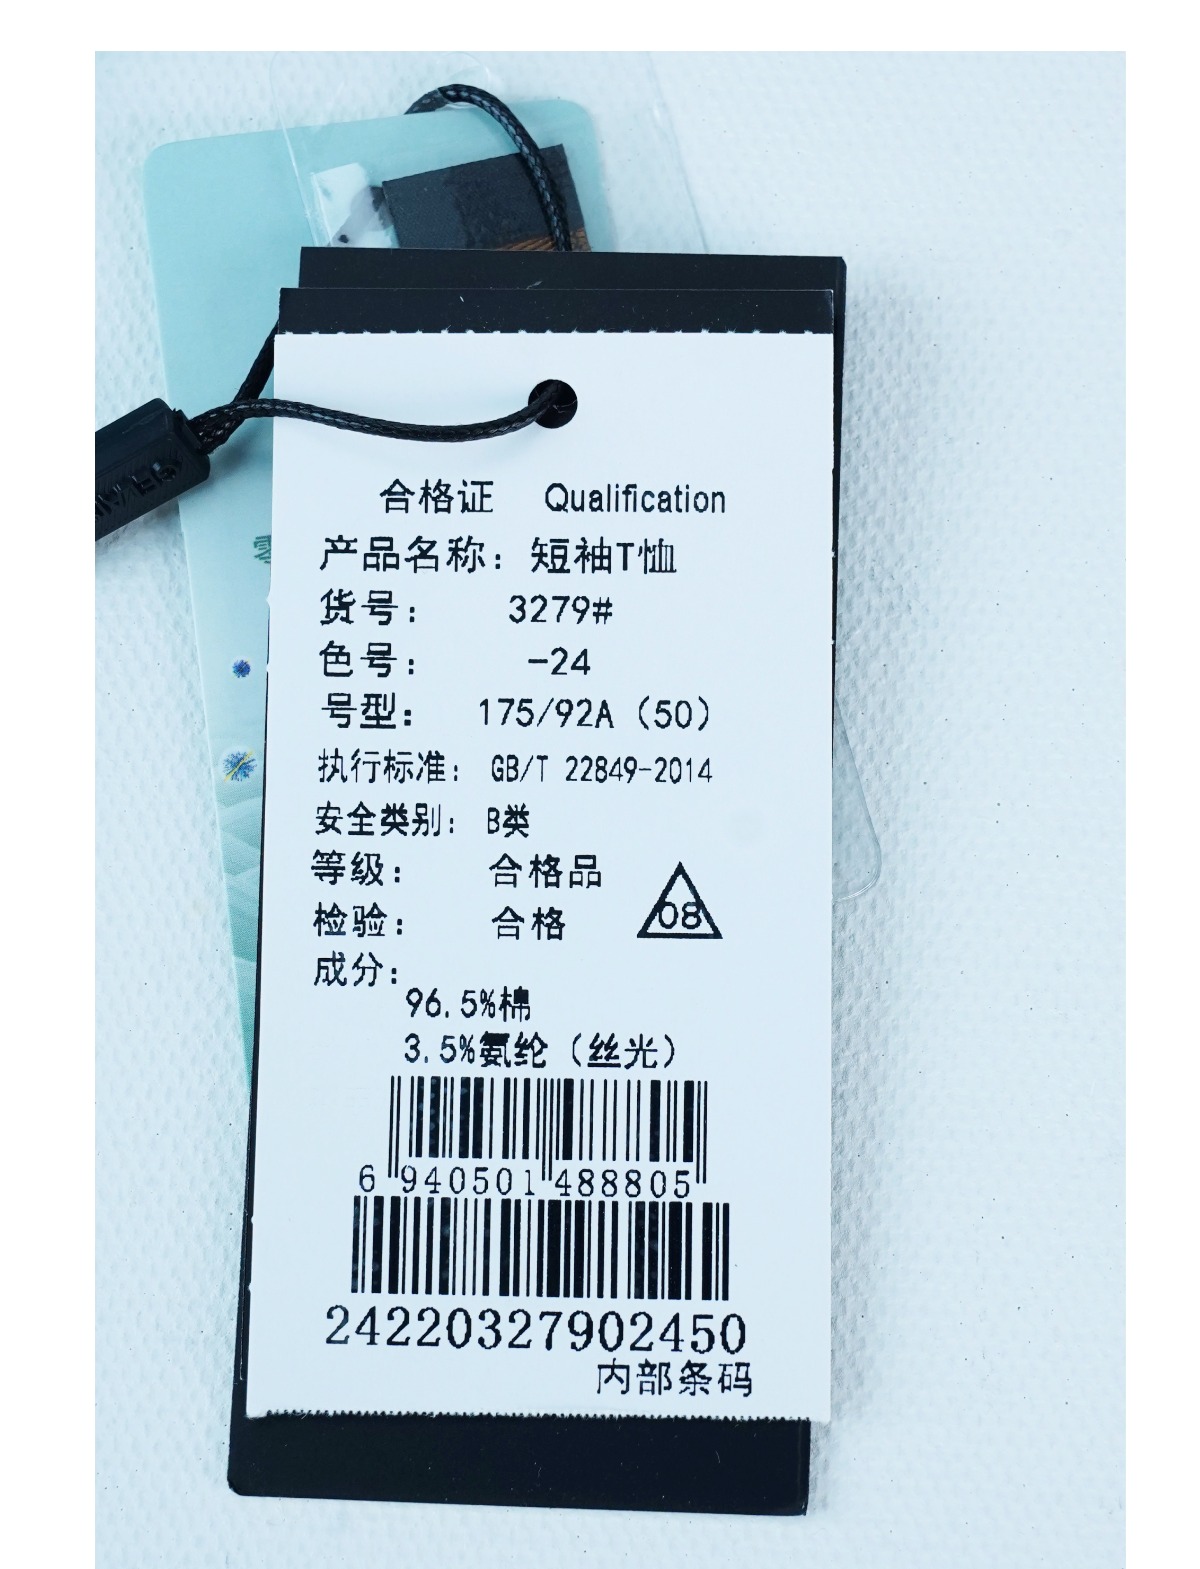 合格证 Qualification
产品名称：短袖T恤
货号： 3279#
色号： -24
号型： 175/92A（50）
执行标准： GB/T 22849-2014
安全类别： B类
等级： 合格品
检验： 合格
08
成分：
96.5%棉
3.5%氨纶（丝光）
6 940501 488805
24220327902450
内部条码